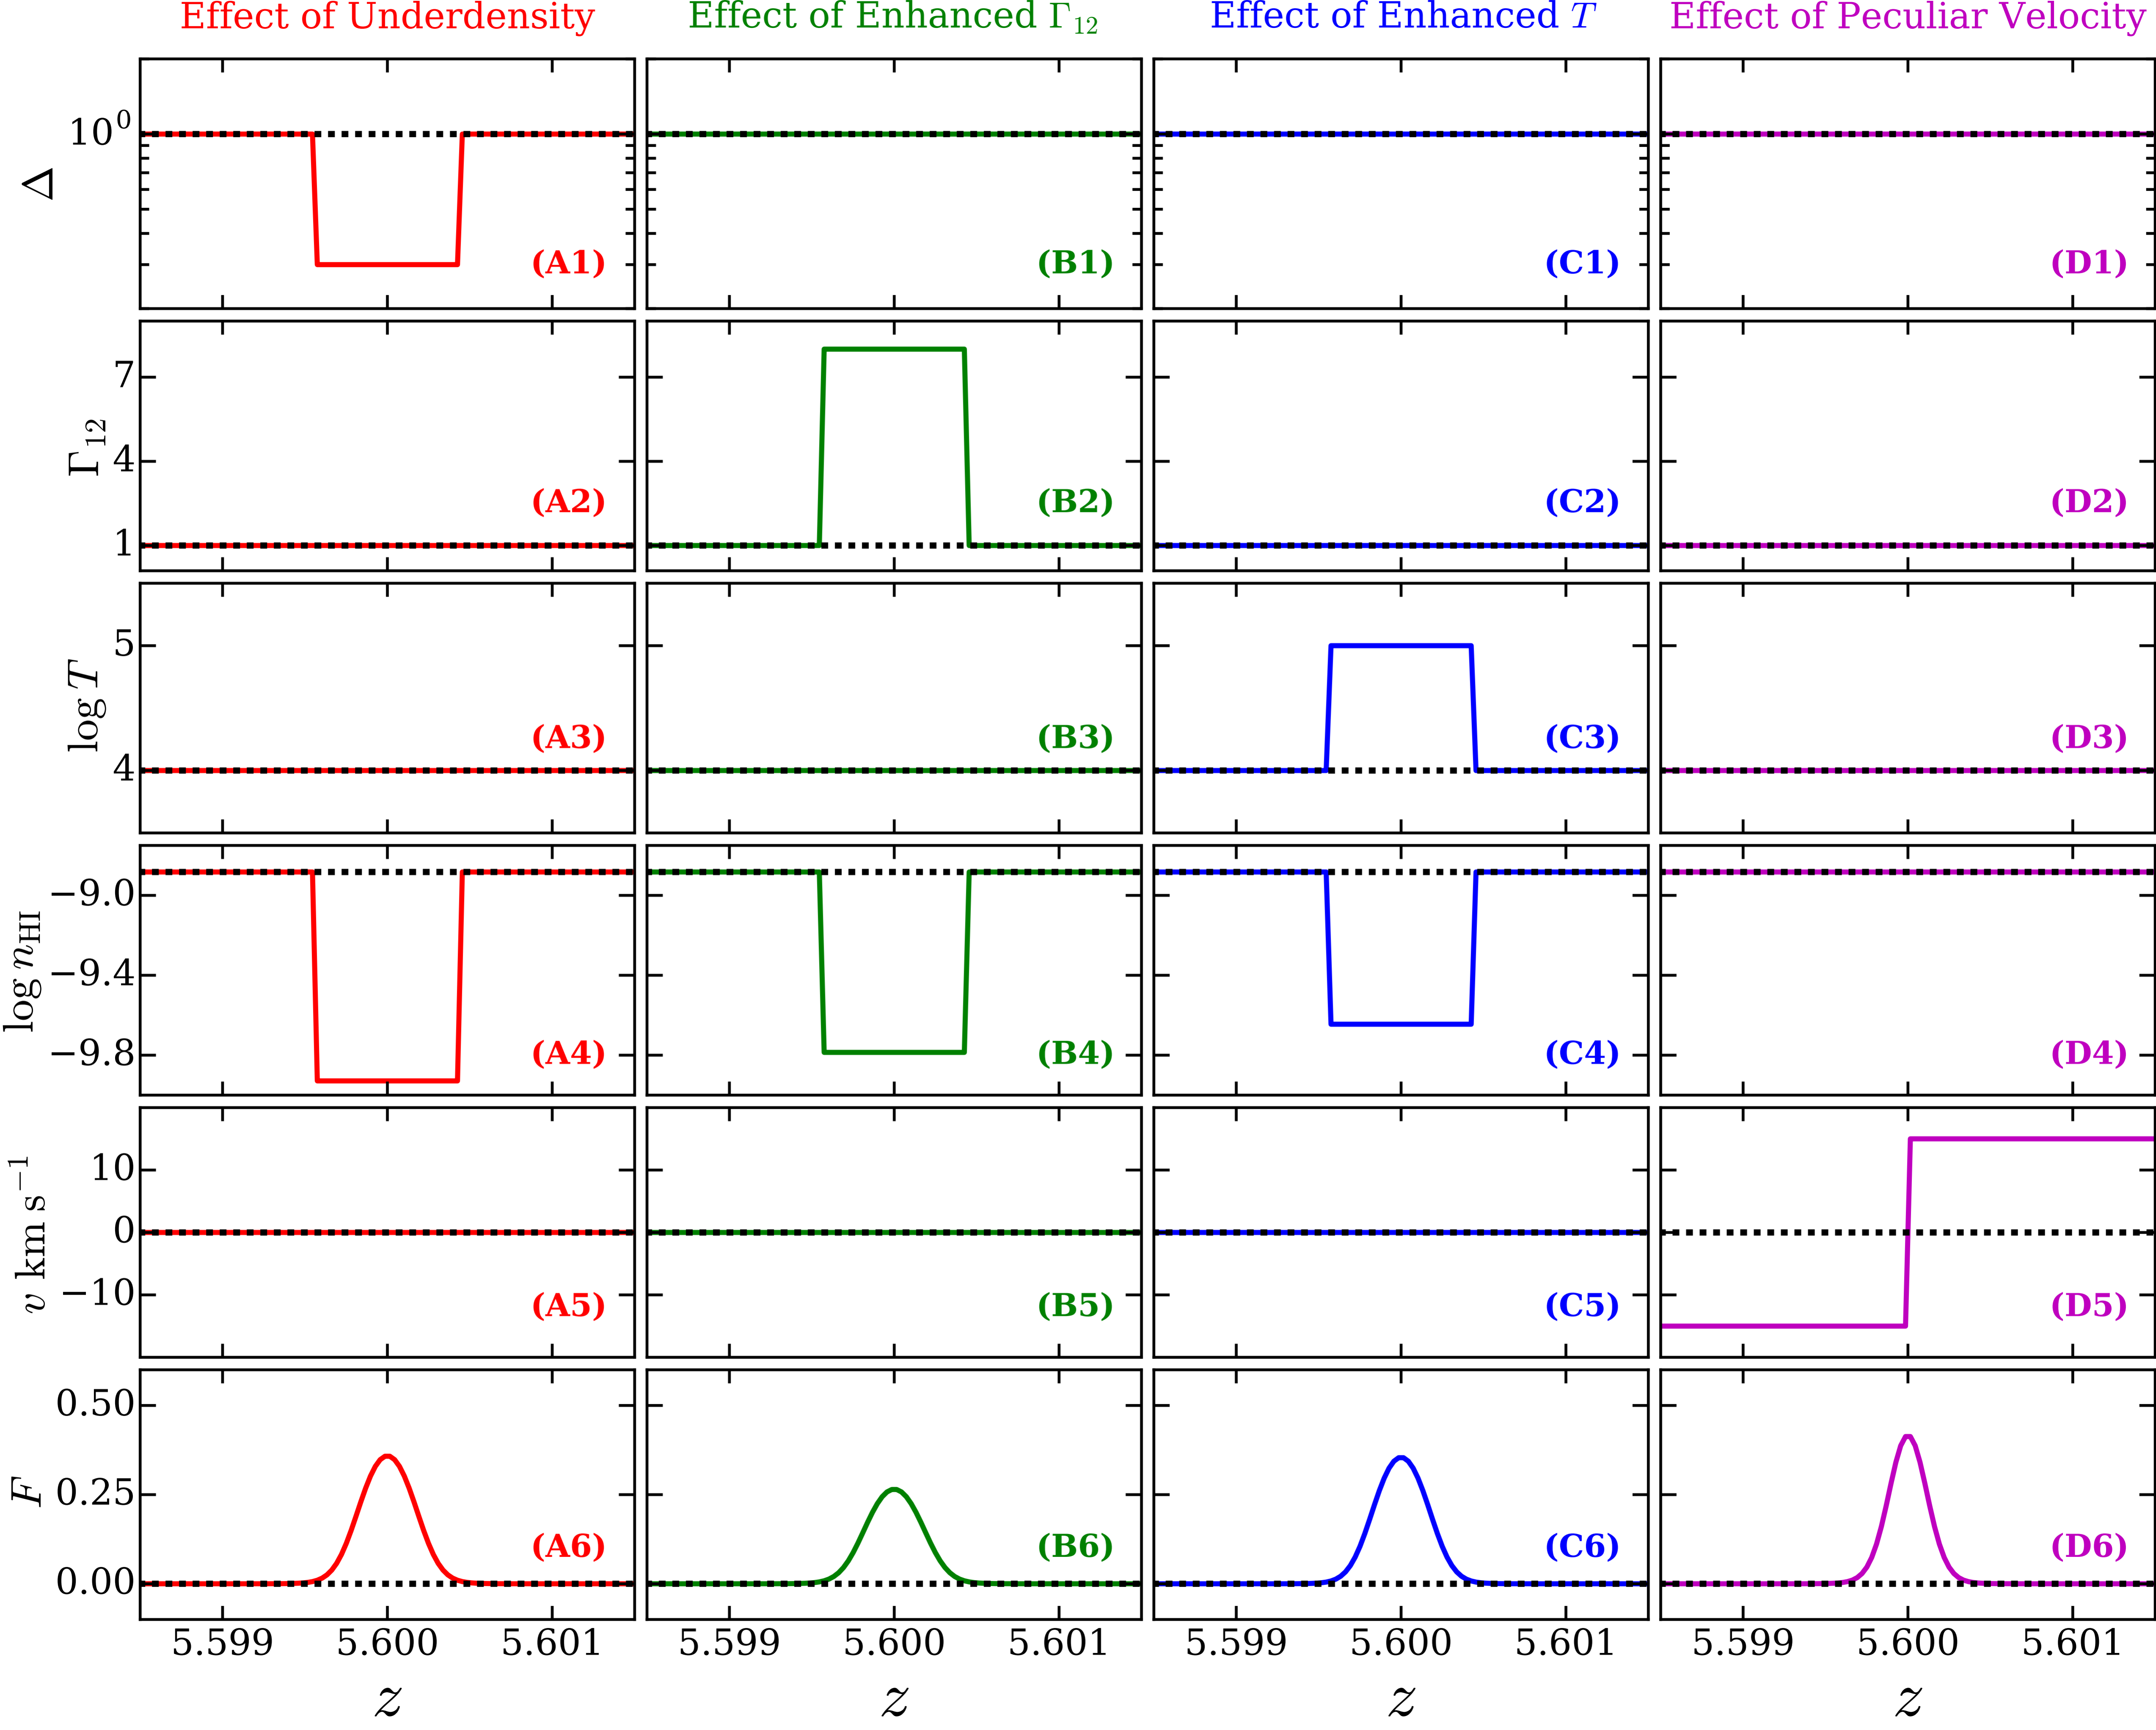 Effect of Underdensity Effect of Enhanced Γ₁₂ Effect of Enhanced T Effect of Peculiar Velocity
Δ
10⁰
(A1) (B1) (C1) (D1)
Γ₁₂
7
4
1
(A2) (B2) (C2) (D2)
log T
5
4
(A3) (B3) (C3) (D3)
log n_HI
−9.0
−9.4
−9.8
(A4) (B4) (C4) (D4)
v km s⁻¹
10
0
−10
(A5) (B5) (C5) (D5)
F
0.50
0.25
0.00
(A6) (B6) (C6) (D6)
5.599 5.600 5.601 5.599 5.600 5.601 5.599 5.600 5.601 5.599 5.600 5.601
z z z z